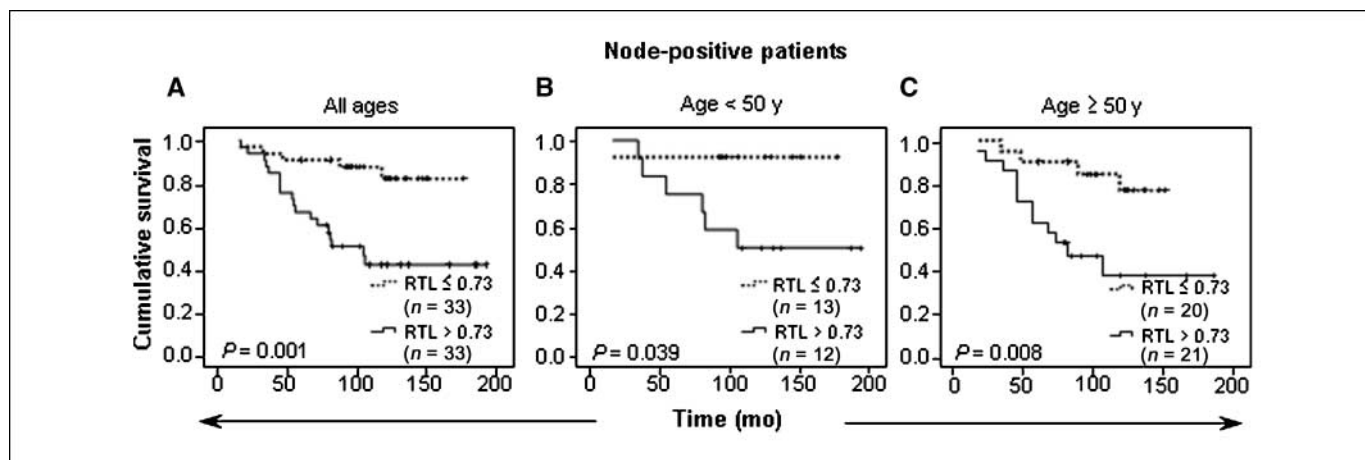 Node-positive patients
A
All ages
B
Age < 50 y
C
Age ≥ 50 y
Cumulative survival
1.0
0.8
0.6
0.4
0.2
0.0
RTL ≤ 0.73
(n = 33)
RTL > 0.73
(n = 33)
P = 0.001
0 50 100 150 200
1.0
0.8
0.6
0.4
0.2
0.0
RTL ≤ 0.73
(n = 13)
RTL > 0.73
(n = 12)
P = 0.039
0 50 100 150 200
1.0
0.8
0.6
0.4
0.2
0.0
RTL ≤ 0.73
(n = 20)
RTL > 0.73
(n = 21)
P = 0.008
0 50 100 150 200
Time (mo)